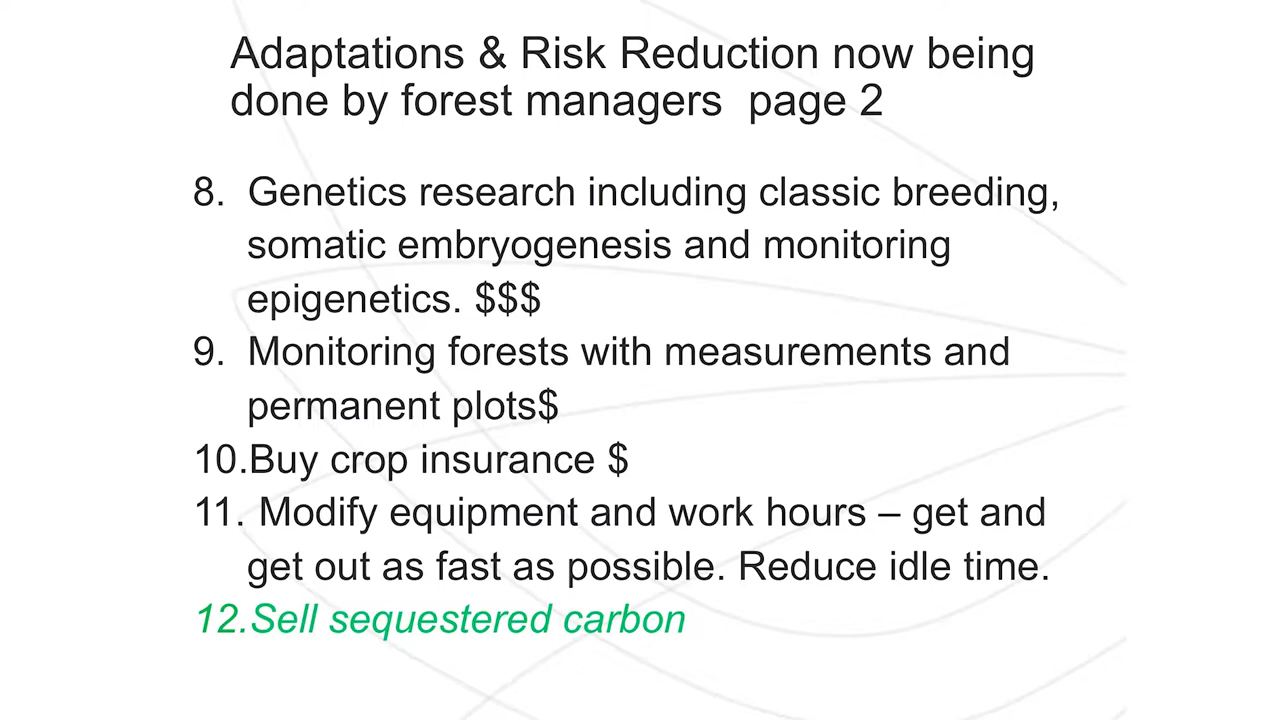 Adaptations & Risk Reduction now being
done by forest managers page 2
8. Genetics research including classic breeding,
somatic embryogenesis and monitoring
epigenetics. $$$
9. Monitoring forests with measurements and
permanent plots$
10.Buy crop insurance $
11. Modify equipment and work hours – get and
get out as fast as possible. Reduce idle time.
12.Sell sequestered carbon